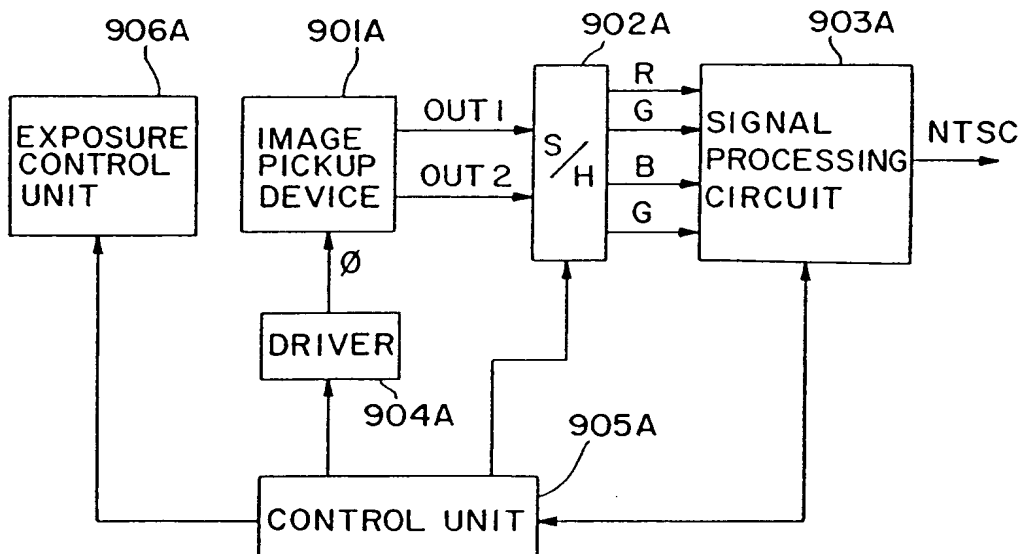 906A
901A
902A
903A
EXPOSURE
CONTROL
UNIT
IMAGE
PICKUP
DEVICE
OUT 1
OUT 2
S/H
R
G
B
G
SIGNAL
PROCESSING
CIRCUIT
NTSC
Ø
DRIVER
904A
905A
CONTROL UNIT